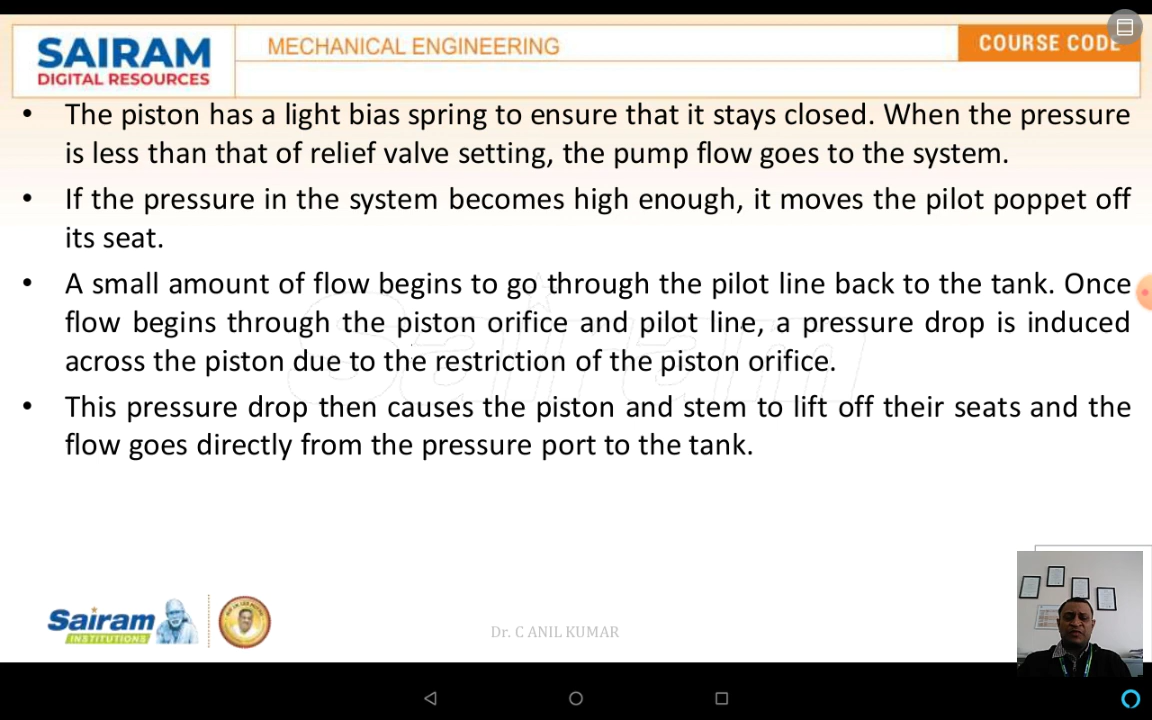 SAIRAM
DIGITAL RESOURCES
MECHANICAL ENGINEERING
COURSE CODE
• The piston has a light bias spring to ensure that it stays closed. When the pressure
is less than that of relief valve setting, the pump flow goes to the system.
• If the pressure in the system becomes high enough, it moves the pilot poppet off
its seat.
• A small amount of flow begins to go through the pilot line back to the tank. Once
flow begins through the piston orifice and pilot line, a pressure drop is induced
across the piston due to the restriction of the piston orifice.
• This pressure drop then causes the piston and stem to lift off their seats and the
flow goes directly from the pressure port to the tank.
Sairam
Sairam
INSTITUTIONS
Dr. C ANIL KUMAR